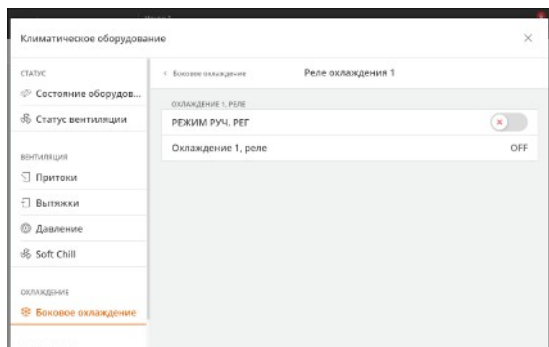 Климатическое оборудование
СТАТУС
Состояние оборудов...
Статус вентиляции
ВЕНТИЛЯЦИЯ
Притоки
Вытяжки
Давление
Soft Chill
ОХЛАЖДЕНИЕ
Боковое охлаждение
Боковое охлаждение
Реле охлаждения 1
ОХЛАЖДЕНИЕ 1, РЕЛЕ
РЕЖИМ РУЧ. РЕГ
Охлаждение 1, реле
OFF